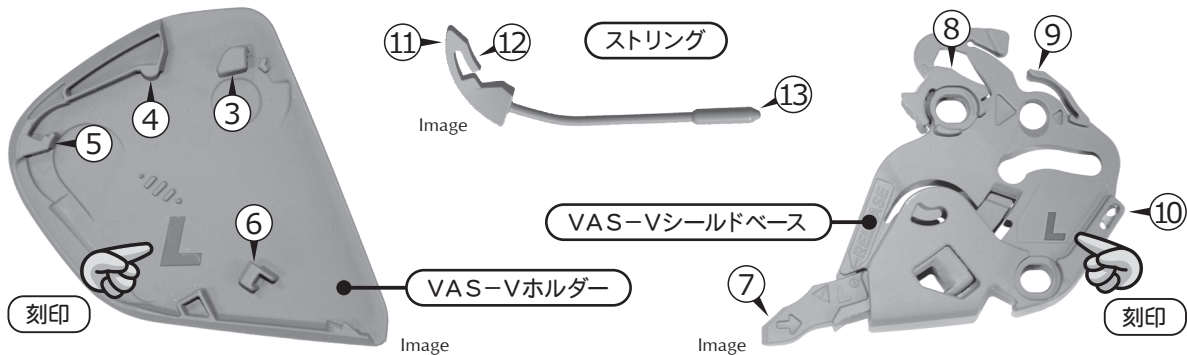 ⑪
⑫
ストリング
⑬
Image
③
④
⑤
⑥
L
刻印
VAS-Vホルダー
Image
⑧
⑨
VAS-Vシールドベース
RELEASE
L
⑩
L
⑦
刻印
Image